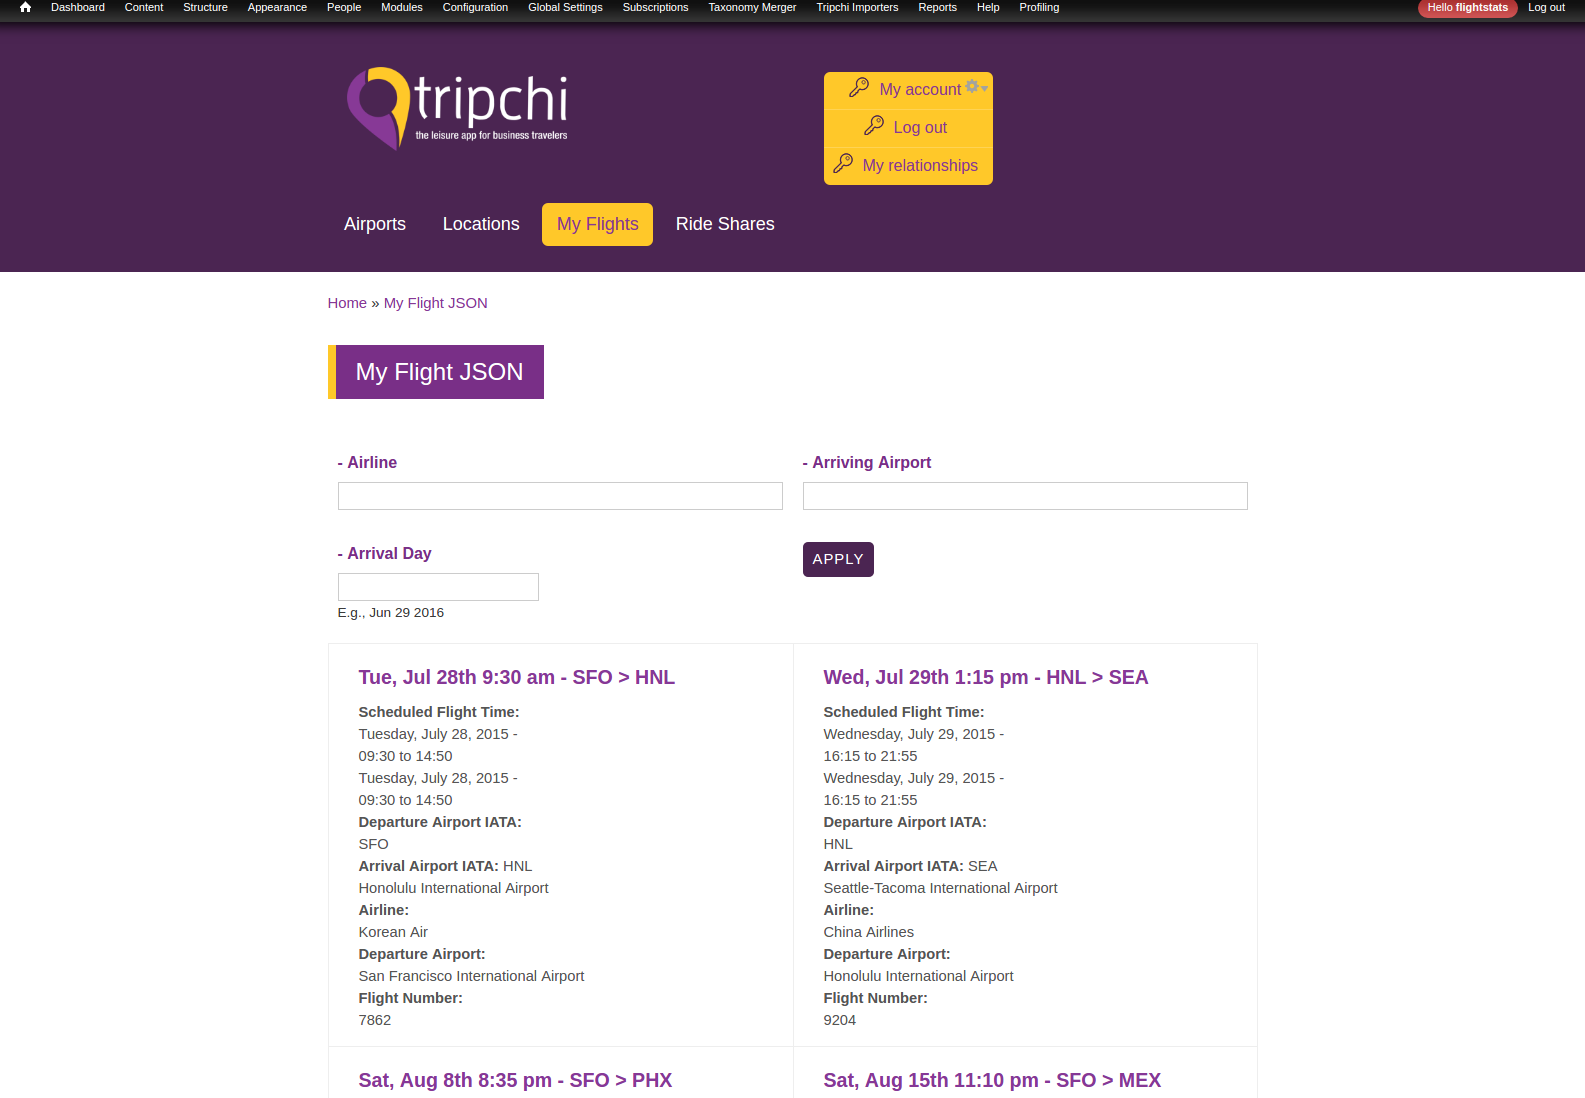 Dashboard Content Structure Appearance People Modules Configuration Global Settings Subscriptions Taxonomy Merger Tripchi Importers Reports Help Profiling Hello flightstats Log out
tripchi
the leisure app for business travelers
My account
Log out
My relationships
Airports Locations My Flights Ride Shares
Home » My Flight JSON
My Flight JSON
- Airline
- Arriving Airport
- Arrival Day
E.g., Jun 29 2016
APPLY
Tue, Jul 28th 9:30 am - SFO > HNL
Scheduled Flight Time:
Tuesday, July 28, 2015 -
09:30 to 14:50
Tuesday, July 28, 2015 -
09:30 to 14:50
Departure Airport IATA:
SFO
Arrival Airport IATA: HNL
Honolulu International Airport
Airline:
Korean Air
Departure Airport:
San Francisco International Airport
Flight Number:
7862
Wed, Jul 29th 1:15 pm - HNL > SEA
Scheduled Flight Time:
Wednesday, July 29, 2015 -
16:15 to 21:55
Wednesday, July 29, 2015 -
16:15 to 21:55
Departure Airport IATA:
HNL
Arrival Airport IATA: SEA
Seattle-Tacoma International Airport
Airline:
China Airlines
Departure Airport:
Honolulu International Airport
Flight Number:
9204
Sat, Aug 8th 8:35 pm - SFO > PHX
Sat, Aug 15th 11:10 pm - SFO > MEX